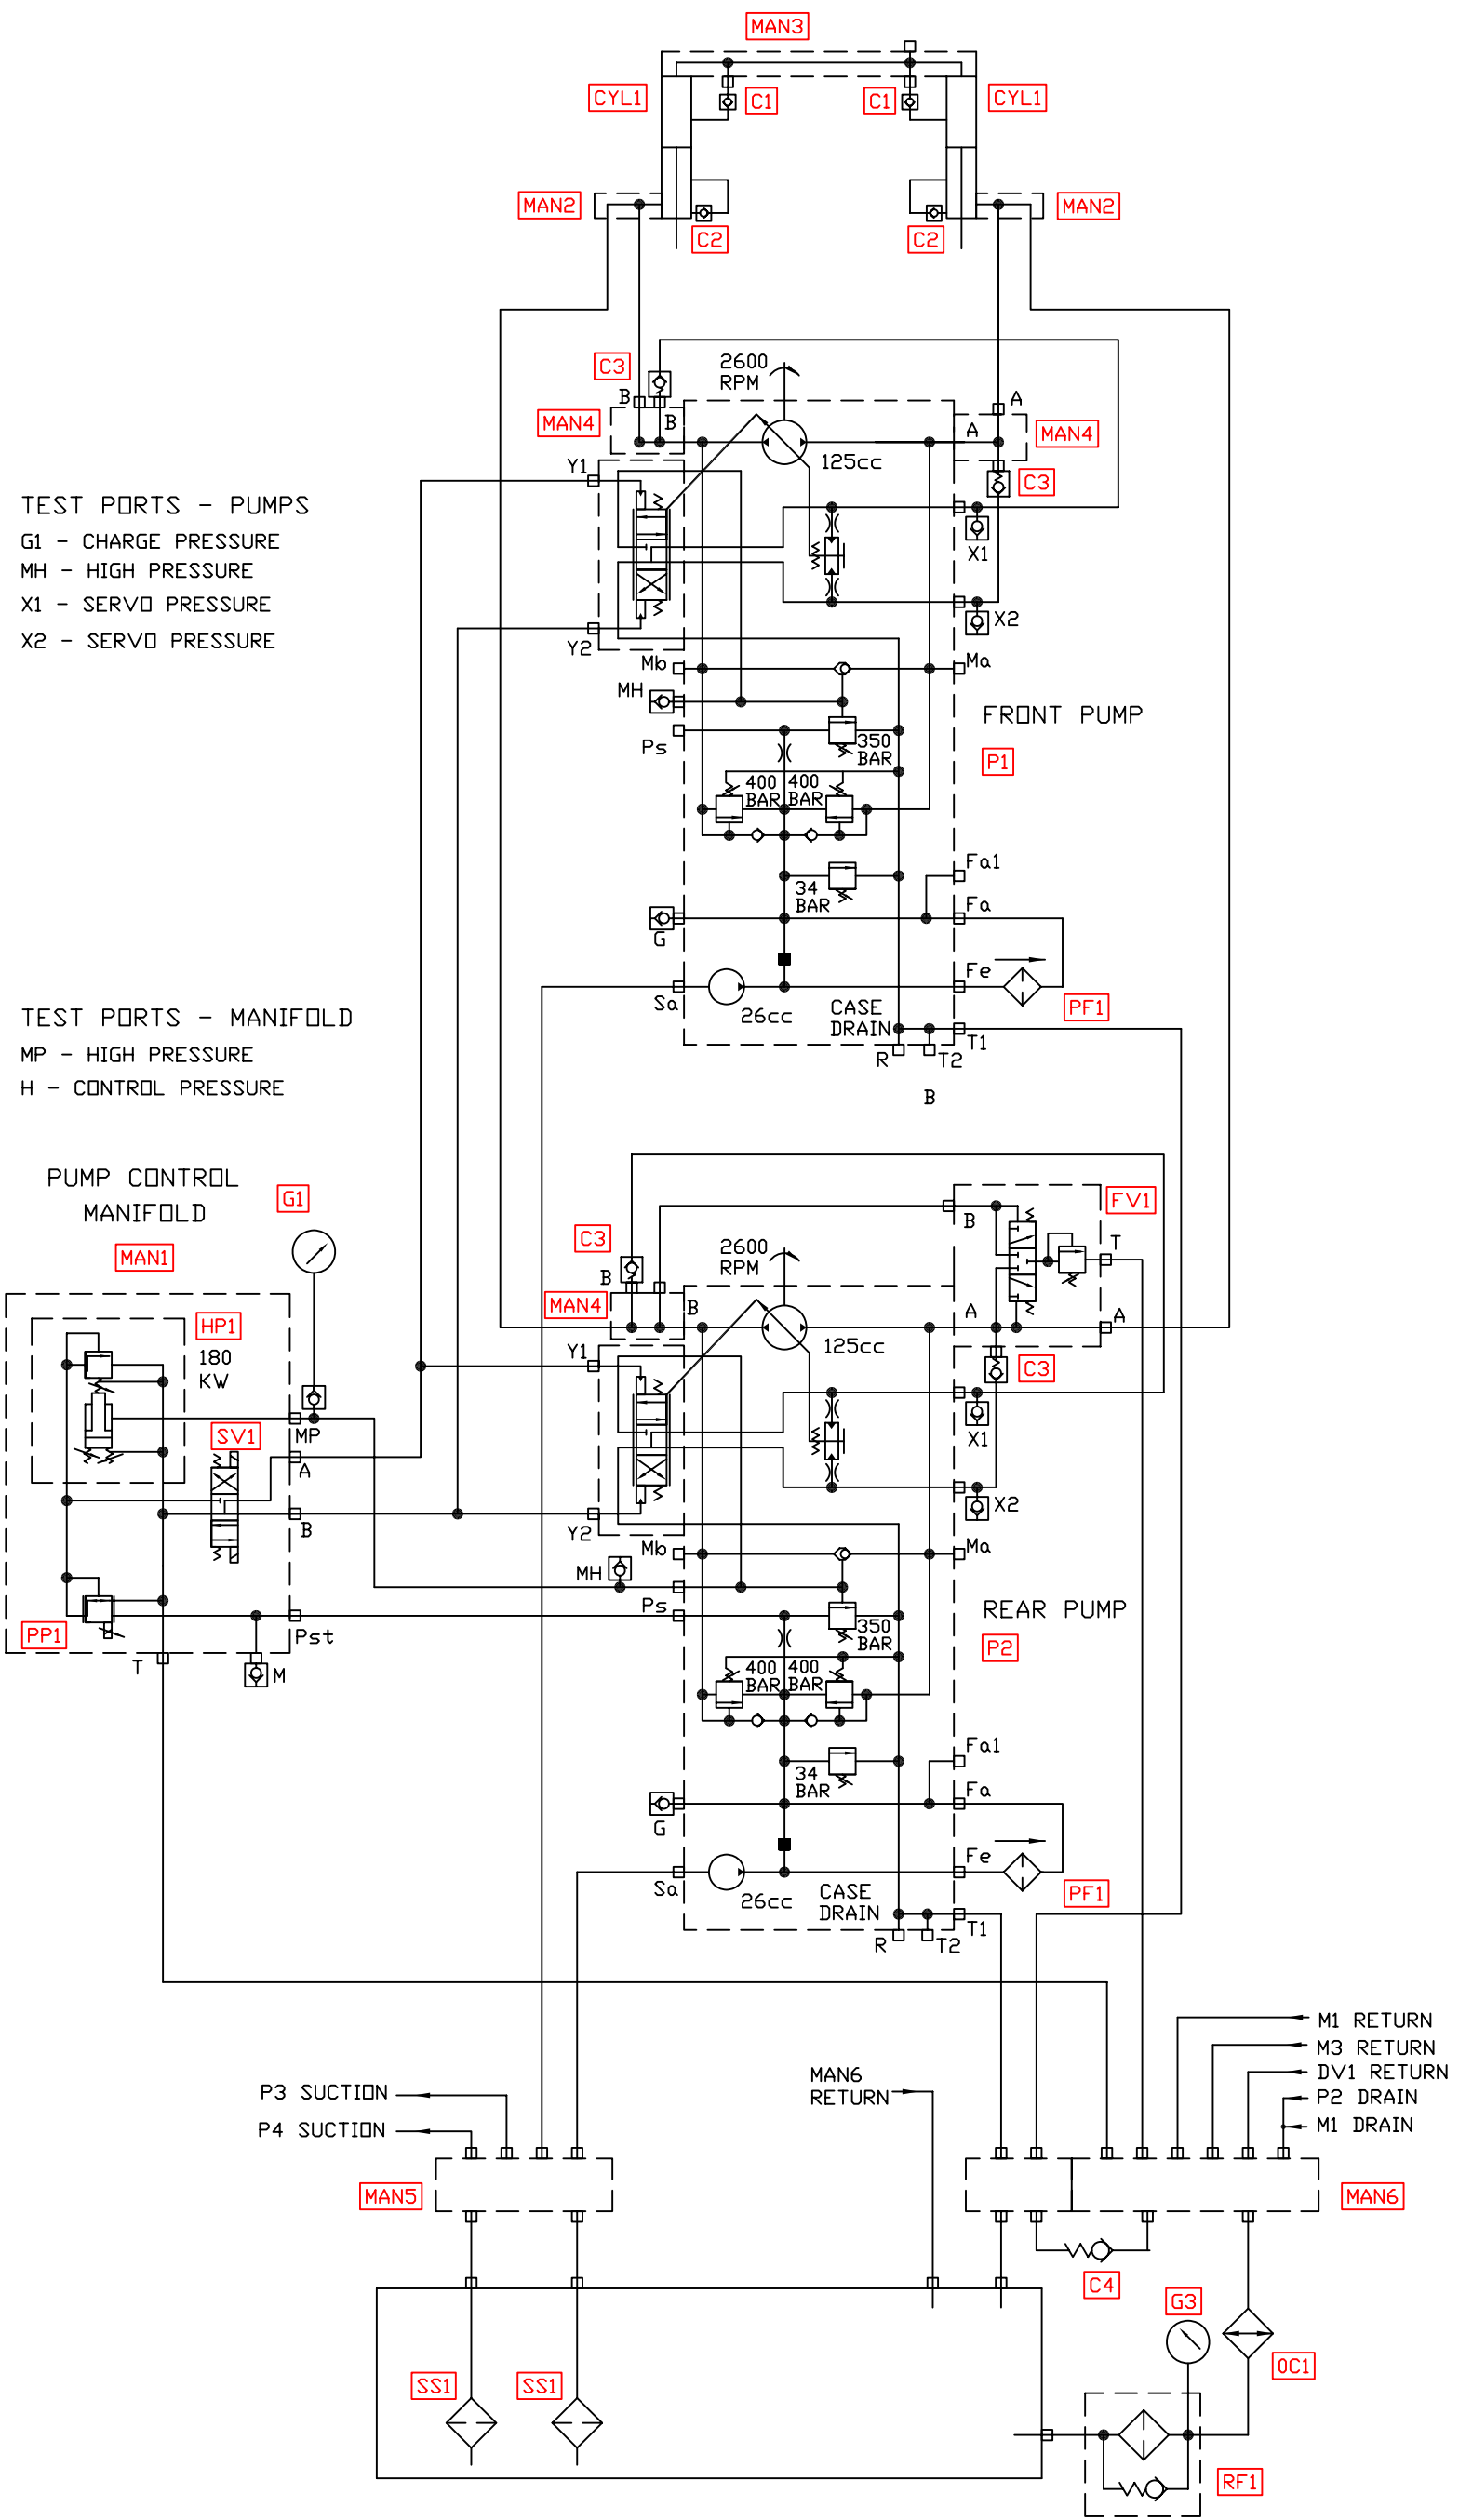 MAN3
CYL1
C1
C1
CYL1
MAN2
C2
C2
MAN2
C3
2600
RPM
B
A
MAN4
B
A
MAN4
125cc
Y1
C3
TEST PORTS - PUMPS
G1 - CHARGE PRESSURE
MH - HIGH PRESSURE
X1 - SERVO PRESSURE
X2 - SERVO PRESSURE
X1
X2
Y2
Mb
Ma
MH
FRONT PUMP
Ps
350
BAR
P1
400
BAR
400
BAR
Fa1
34
BAR
Fa
G
Fe
Sa
26cc
CASE
DRAIN
PF1
T1
R
T2
B
TEST PORTS - MANIFOLD
MP - HIGH PRESSURE
H - CONTROL PRESSURE
PUMP CONTROL
MANIFOLD
G1
MAN1
FV1
B
C3
2600
RPM
T
B
MAN4
B
A
A
HP1
180
KW
Y1
125cc
C3
SV1
MP
A
X1
X2
B
Y2
Mb
Ma
MH
Ps
REAR PUMP
350
BAR
PP1
Pst
P2
T
M
400
BAR
400
BAR
Fa1
34
BAR
Fa
G
Fe
Sa
26cc
CASE
DRAIN
PF1
T1
R
T2
M1 RETURN
M3 RETURN
DV1 RETURN
P2 DRAIN
M1 DRAIN
P3 SUCTION
P4 SUCTION
MAN6
RETURN
MAN5
MAN6
C4
G3
OC1
SS1
SS1
RF1